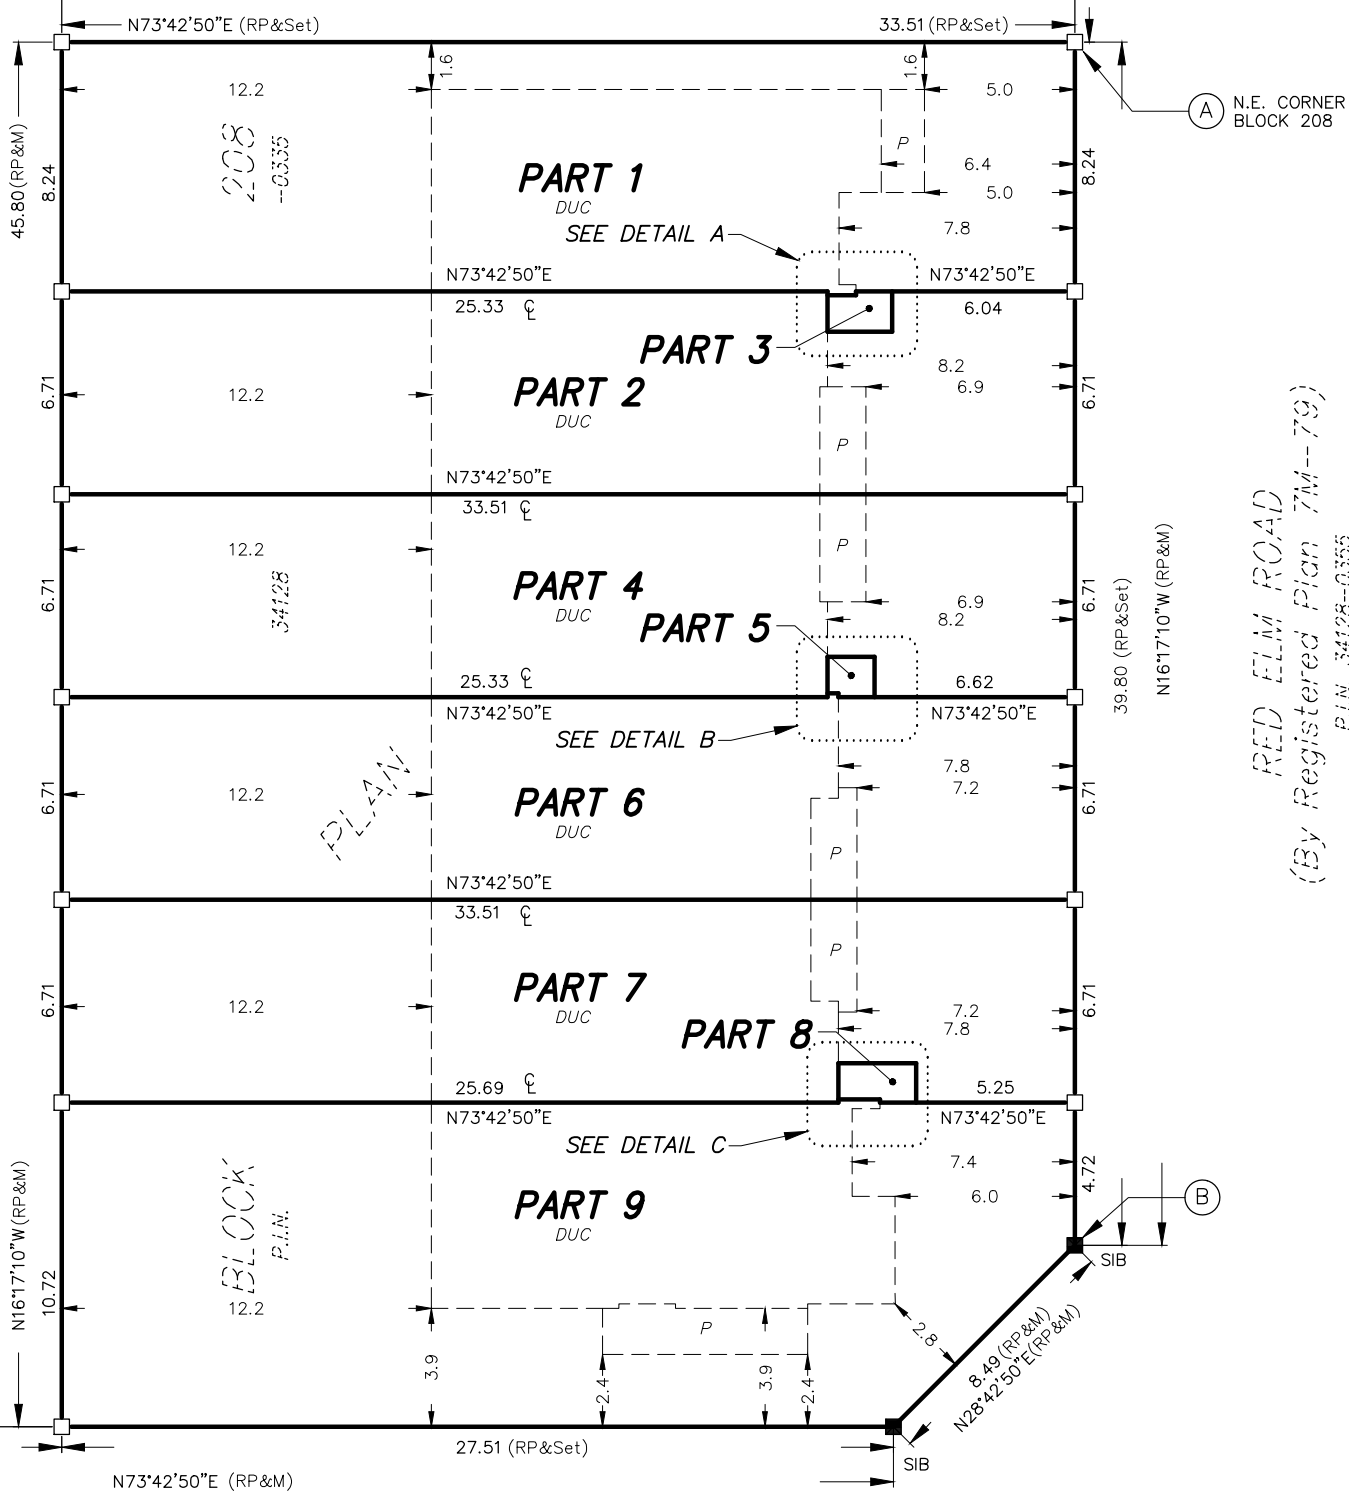 N73°42'50"E (RP&Set)
33.51 (RP&Set)
1.6
1.6
12.2
5.0
A
N.E. CORNER
BLOCK 208
45.80 (RP&M)
8.24
208
--0335
P
6.4
8.24
PART 1
DUC
5.0
SEE DETAIL A
7.8
N73°42'50"E
N73°42'50"E
25.33 ℄
6.04
PART 3
8.2
6.71
12.2
PART 2
DUC
6.9
6.71
P
N73°42'50"E
33.51 ℄
12.2
P
34128
6.71
PART 4
DUC
6.9
6.71
PART 5
8.2
39.80 (RP&Set)
N16°17'10"W (RP&M)
RED ELM ROAD
(By Registered Plan 7M--79)
P.I.N. 34128--0355
25.33 ℄
6.62
N73°42'50"E
N73°42'50"E
SEE DETAIL B
7.8
PLAN
6.71
12.2
PART 6
DUC
7.2
6.71
P
N73°42'50"E
33.51 ℄
P
6.71
12.2
PART 7
DUC
7.2
6.71
PART 8
7.8
25.69 ℄
5.25
N73°42'50"E
N73°42'50"E
SEE DETAIL C
7.4
4.72
N16°17'10"W (RP&M)
10.72
BLOCK
P.I.N.
PART 9
DUC
6.0
B
SIB
12.2
P
2.8
3.9
2.4
3.9
2.4
8.49 (RP&M)
N28°42'50"E (RP&M)
27.51 (RP&Set)
SIB
N73°42'50"E (RP&M)